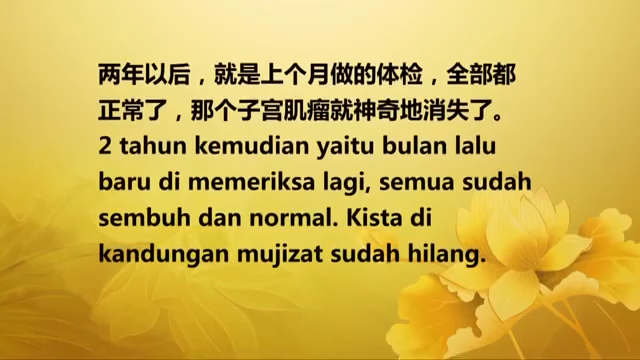 两年以后，就是上个月做的体检，全部都
正常了，那个子宫肌瘤就神奇地消失了。
2 tahun kemudian yaitu bulan lalu
baru di memeriksa lagi, semua sudah
sembuh dan normal. Kista di
kandungan mujizat sudah hilang.